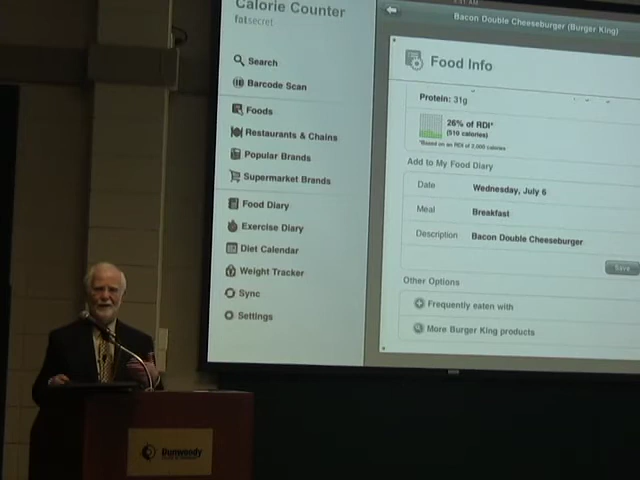 Calorie Counter
fatsecret
Search
Barcode Scan
Foods
Restaurants & Chains
Popular Brands
Supermarket Brands
Food Diary
Exercise Diary
Diet Calendar
Weight Tracker
Sync
Settings
Bacon Double Cheeseburger (Burger King)
Food Info
Protein: 31g
26% of RDI*
(510 calories)
*Based on an RDI of 2,000 calories
Add to My Food Diary
Date Wednesday, July 6
Meal Breakfast
Description Bacon Double Cheeseburger
Save
Other Options
Frequently eaten with
More Burger King products
Dunwoody